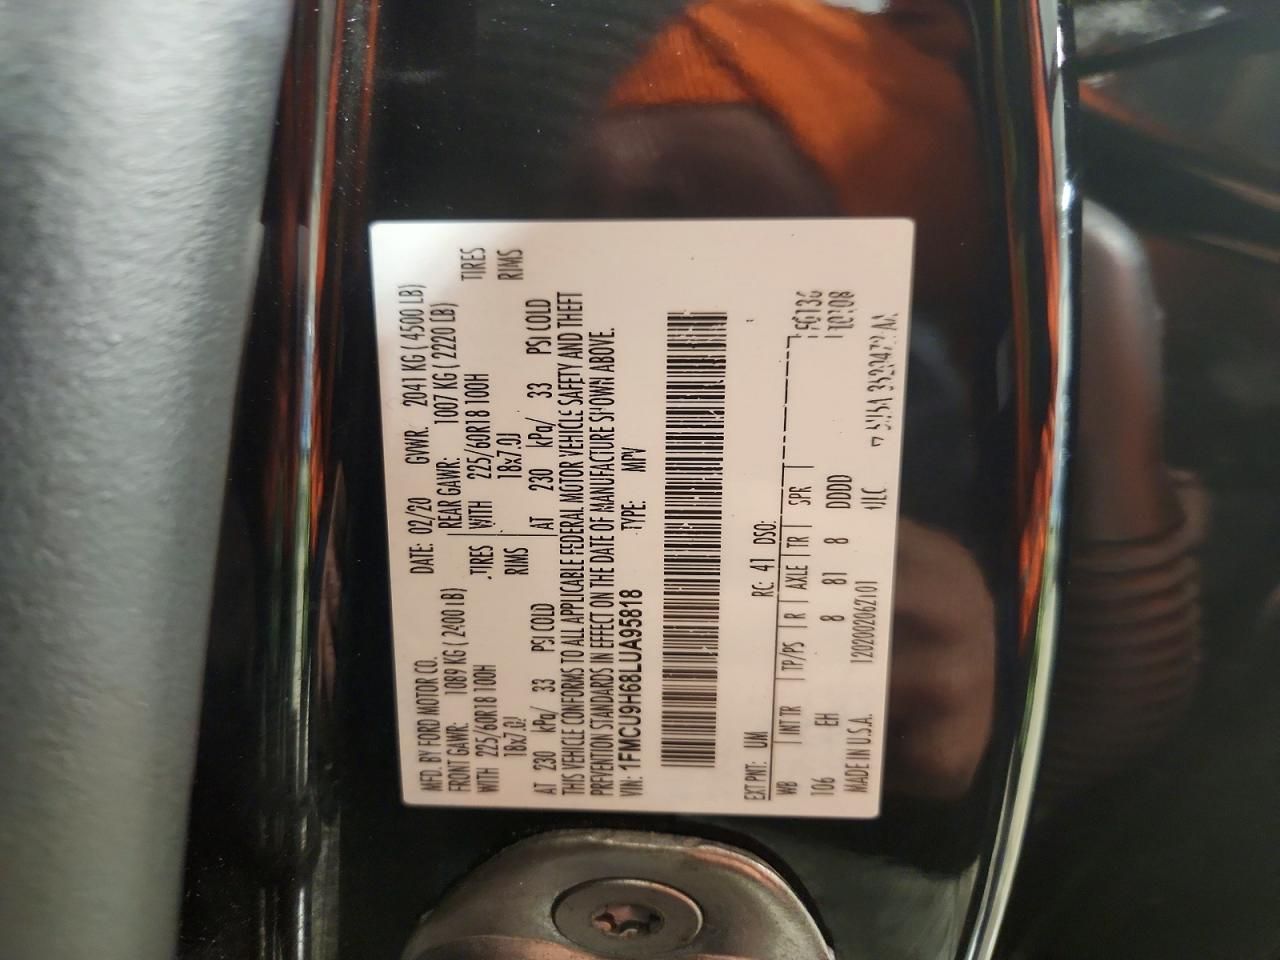 MFD. BY FORD MOTOR CO. DATE: 02/20 GVWR: 2041 KG ( 4500 LB)
FRONT GAWR: 1089 KG ( 2400 LB) REAR GAWR: 1007 KG ( 2220 LB)
WITH 225/60R18 100H TIRES WITH 225/60R18 100H TIRES
18x7.0J RIMS 18x7.0J RIMS
AT 230 kPa/ 33 PSI COLD AT 230 kPa/ 33 PSI COLD
THIS VEHICLE CONFORMS TO ALL APPLICABLE FEDERAL MOTOR VEHICLE SAFETY AND THEFT
PREVENTION STANDARDS IN EFFECT ON THE DATE OF MANUFACTURE SHOWN ABOVE.
VIN: 1FMCU9H68LUA95818 TYPE: MPV
EXT PNT: UM RC: 41 DSO:
WB INT TR TP/PS R AXLE TR SPR
106 EH 8 81 8 DDDD
MADE IN U.S.A. ULC